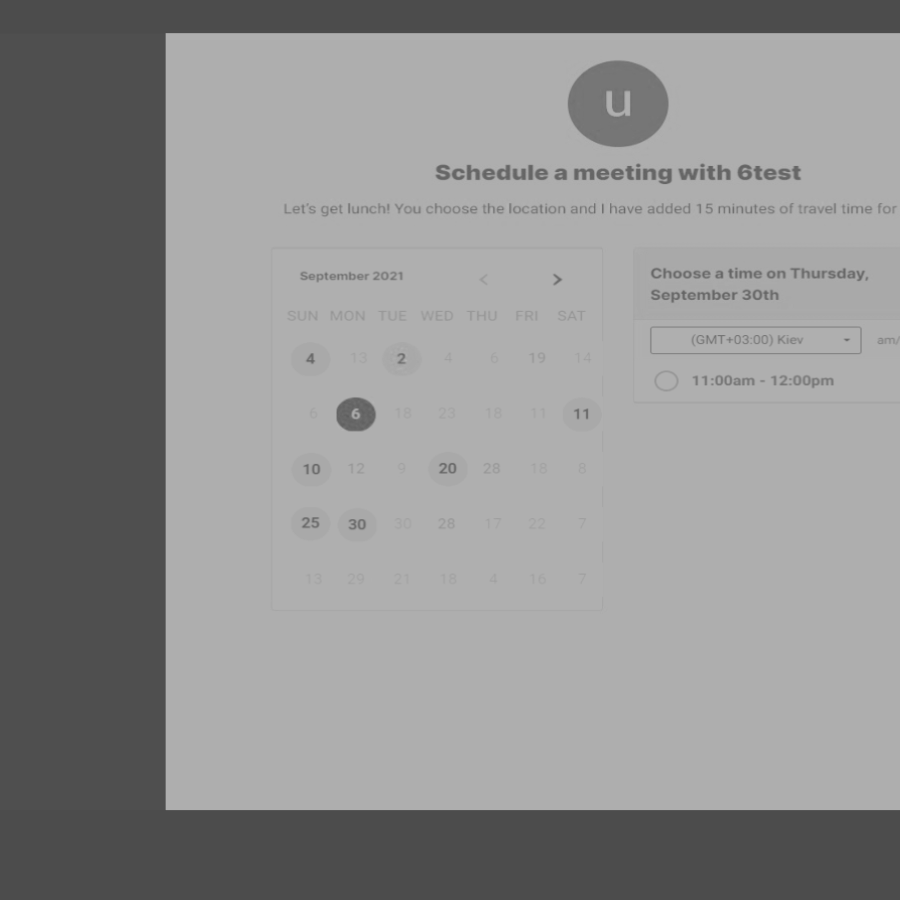 u
Schedule a meeting with 6test
Let's get lunch! You choose the location and I have added 15 minutes of travel time for
September 2021
SUN MON TUE WED THU FRI SAT
4 13 2 4 6 19 14
6 6 18 23 18 11 11
10 12 9 20 28 18 8
25 30 30 28 17 22 7
13 29 21 18 4 16 7
Choose a time on Thursday,
September 30th
(GMT+03:00) Kiev am/
11:00am - 12:00pm